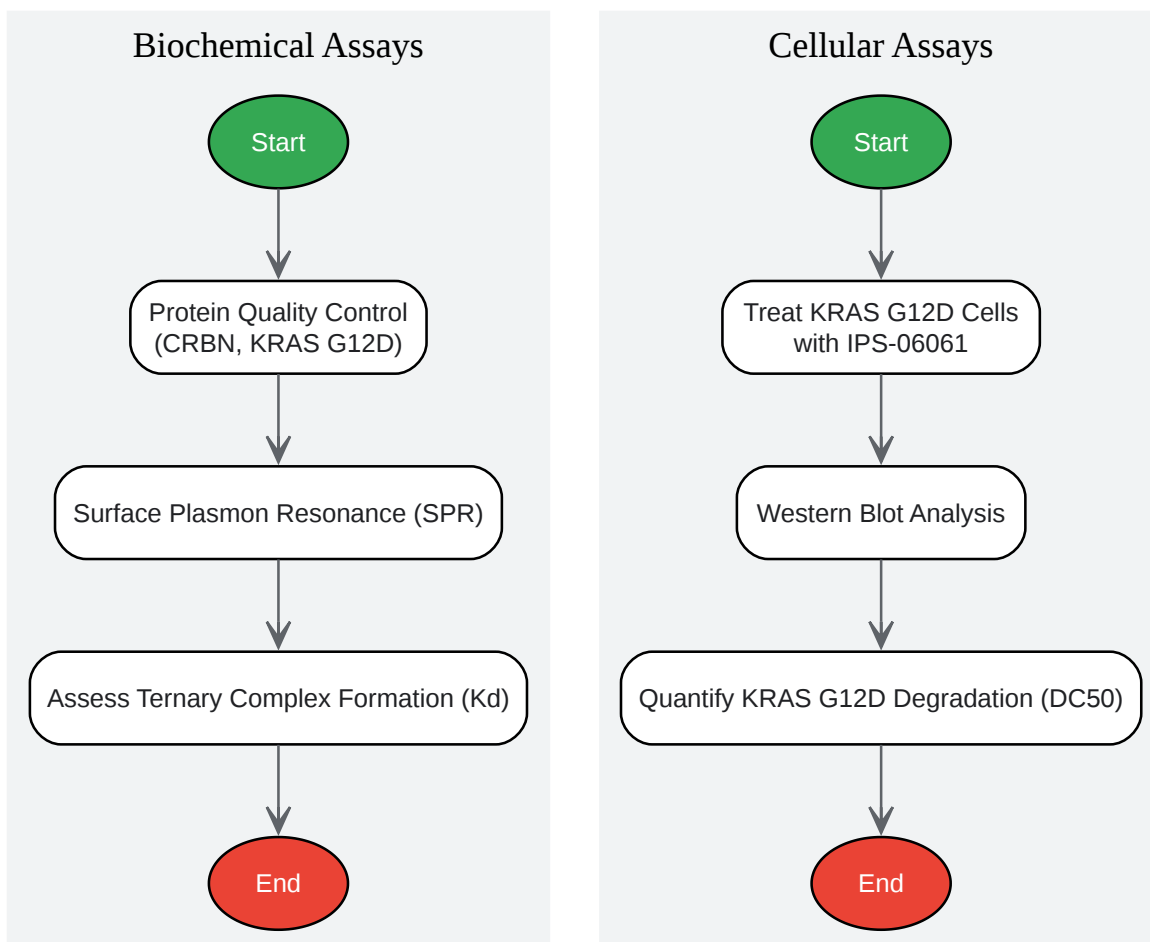 Biochemical Assays
Start
Protein Quality Control
(CRBN, KRAS G12D)
Surface Plasmon Resonance (SPR)
Assess Ternary Complex Formation (Kd)
End
Cellular Assays
Start
Treat KRAS G12D Cells
with IPS-06061
Western Blot Analysis
Quantify KRAS G12D Degradation (DC50)
End